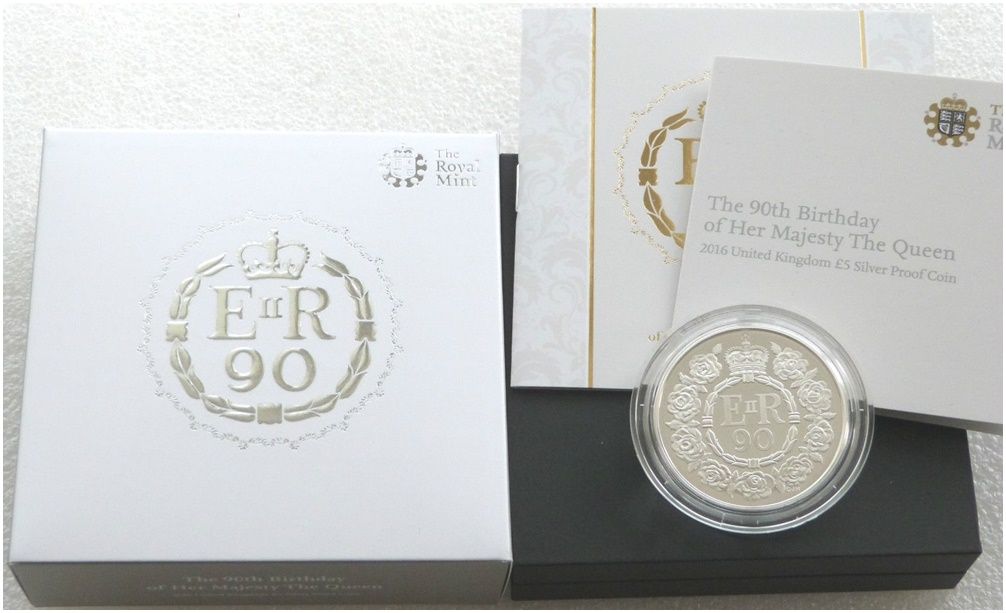 The
Royal
Mint
EIIR
90
The 90th Birthday
of Her Majesty The Queen
E
of
The 90th Birthday
of Her Majesty The Queen
2016 United Kingdom £5 Silver Proof Coin
EIIR
90